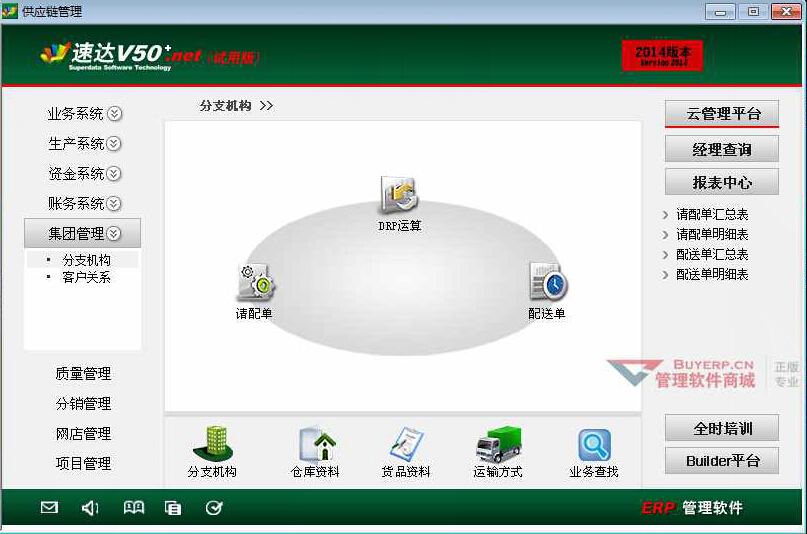 供应链管理
速达V50+.net (试用版)
Superdata Software Technology
2014版本
Version 2014
业务系统
生产系统
资金系统
账务系统
集团管理
分支机构
客户关系
质量管理
分销管理
网店管理
项目管理
分支机构 >>
DRP运算
请配单
配送单
分支机构
仓库资料
货品资料
运输方式
业务查找
云管理平台
经理查询
报表中心
请配单汇总表
请配单明细表
配送单汇总表
配送单明细表
BUYERP.CN
管理软件商城
正版
专业
全时培训
Builder平台
ERP 管理软件